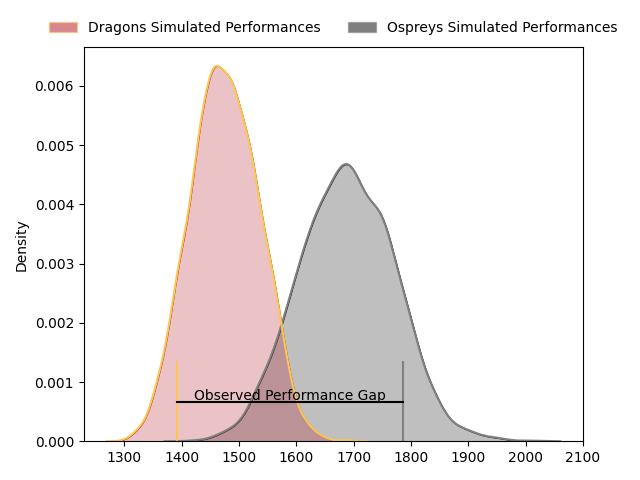 Dragons Simulated Performances Ospreys Simulated Performances
0.006
0.005
0.004
0.003
0.002
0.001
0.000
Density
Observed Performance Gap
1300 1400 1500 1600 1700 1800 1900 2000 2100